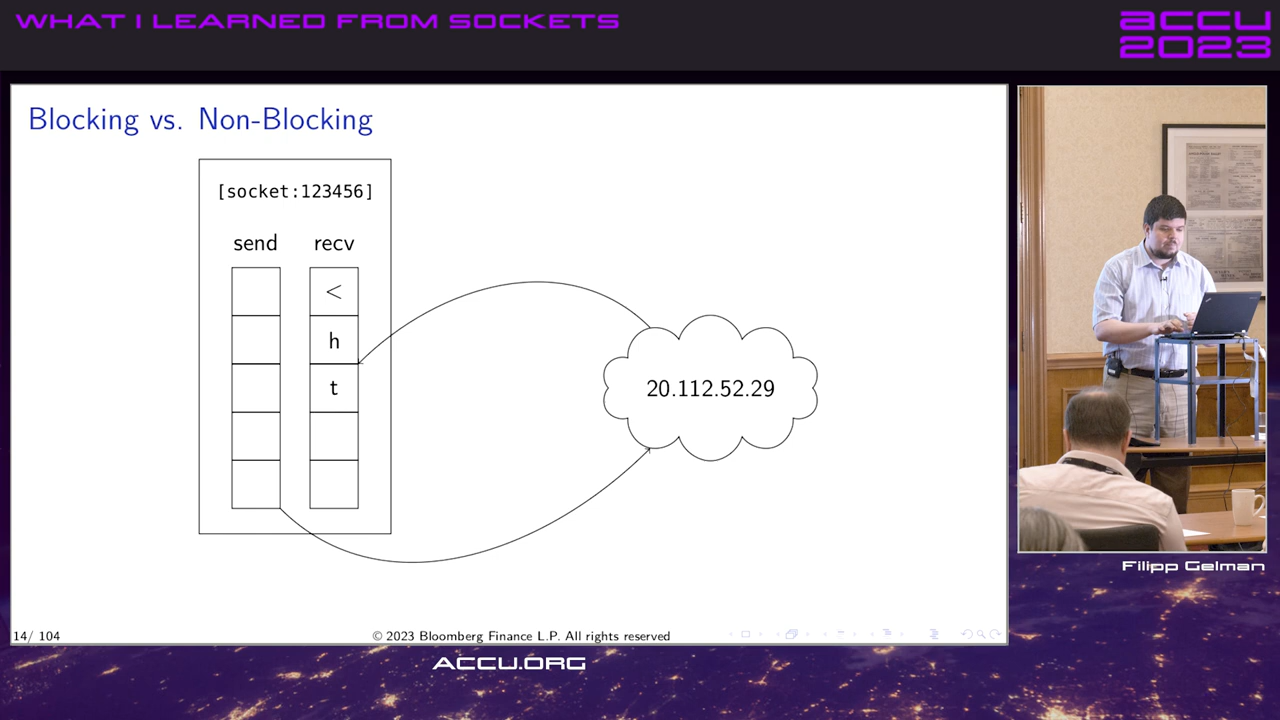 WHAT I LEARNED FROM SOCKETS
ACCU
2023
Blocking vs. Non-Blocking
[socket:123456]
send recv
<
h
t
20.112.52.29
Filipp Gelman
14/ 104
© 2023 Bloomberg Finance L.P. All rights reserved
ACCU.ORG